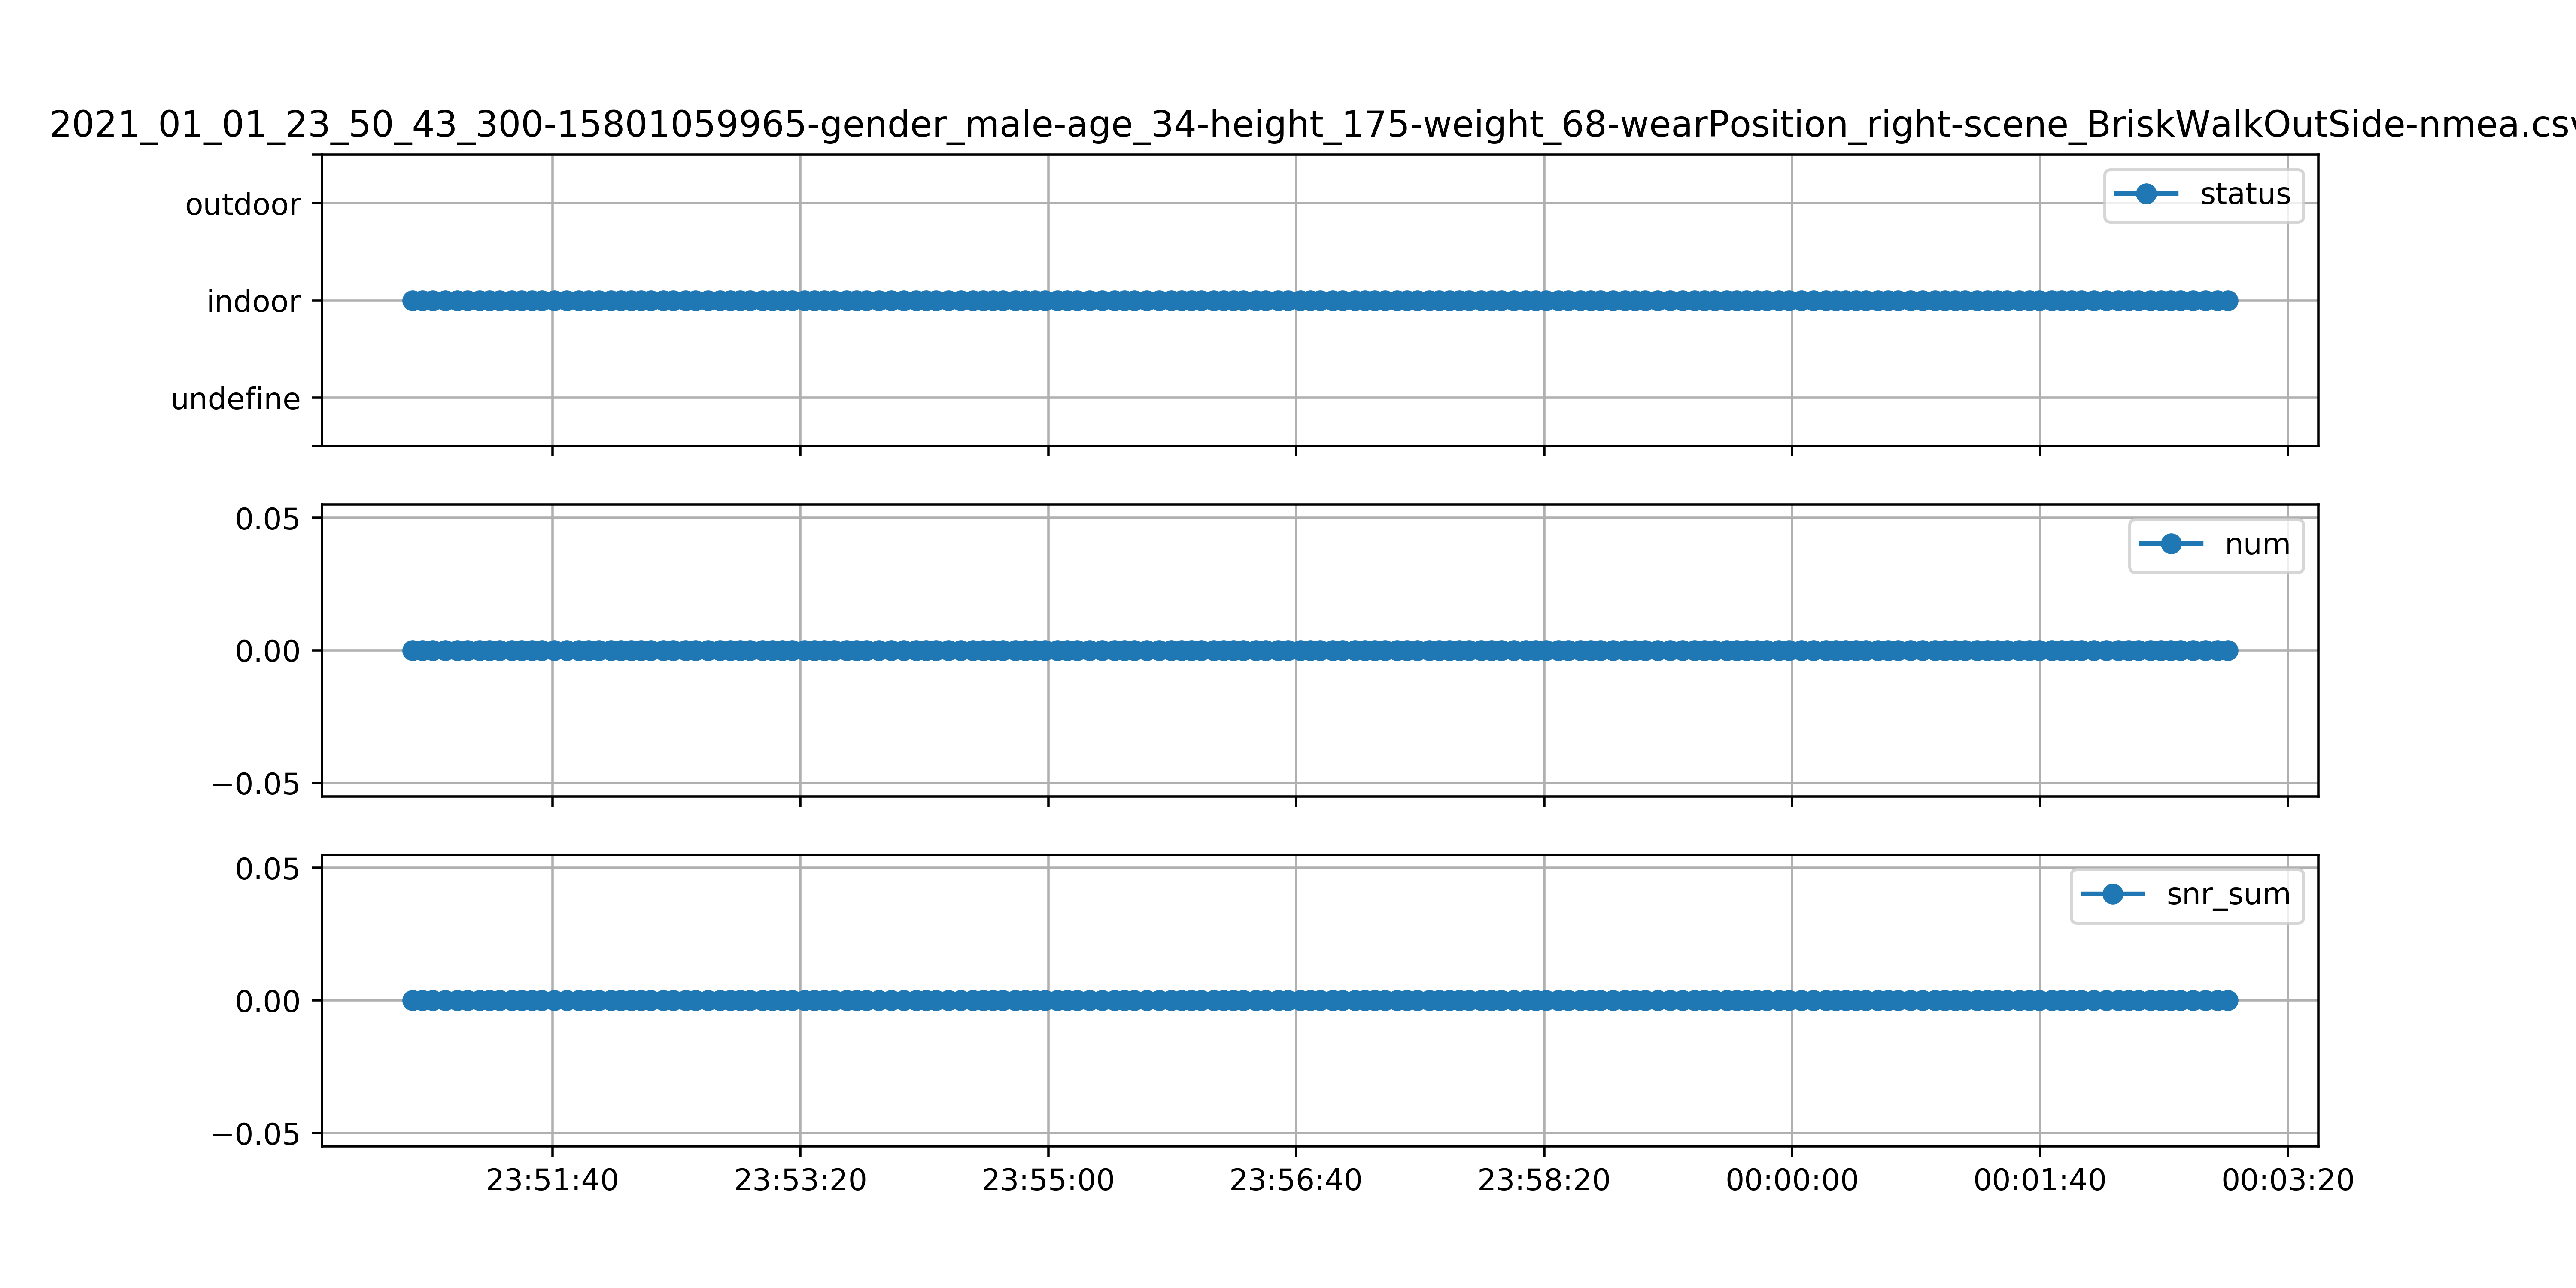 2021_01_01_23_50_43_300-15801059965-gender_male-age_34-height_175-weight_68-wearPosition_right-scene_BriskWalkOutSide-nmea.csv
outdoor
indoor
undefine
status
0.05
0.00
−0.05
num
0.05
0.00
−0.05
snr_sum
23:51:40 23:53:20 23:55:00 23:56:40 23:58:20 00:00:00 00:01:40 00:03:20